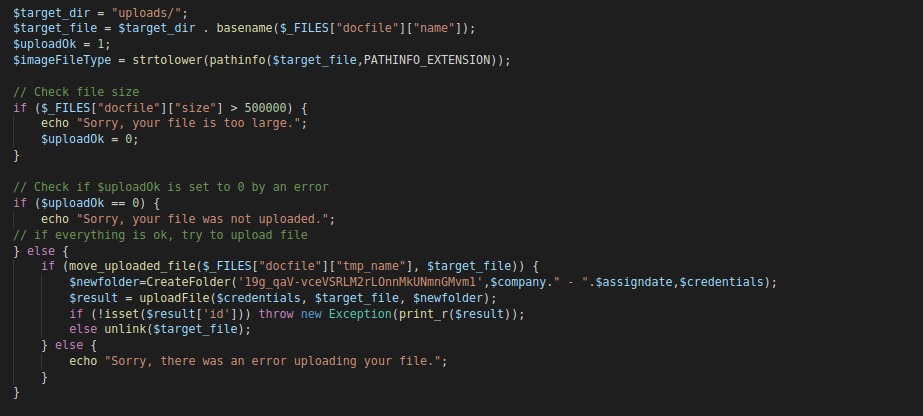 $target_dir = "uploads/";
$target_file = $target_dir . basename($_FILES["docfile"]["name"]);
$uploadOk = 1;
$imageFileType = strtolower(pathinfo($target_file,PATHINFO_EXTENSION));

// Check file size
if ($_FILES["docfile"]["size"] > 500000) {
    echo "Sorry, your file is too large.";
    $uploadOk = 0;
}

// Check if $uploadOk is set to 0 by an error
if ($uploadOk == 0) {
    echo "Sorry, your file was not uploaded.";
// if everything is ok, try to upload file
} else {
    if (move_uploaded_file($_FILES["docfile"]["tmp_name"], $target_file)) {
        $newfolder=CreateFolder('19g_qaV-vceVSRLM2rLOnnMkUNmnGMvm1',$company." - ".$assigndate,$credentials);
        $result = uploadFile($credentials, $target_file, $newfolder);
        if (!isset($result['id'])) throw new Exception(print_r($result));
        else unlink($target_file);
    } else {
        echo "Sorry, there was an error uploading your file.";
    }
}